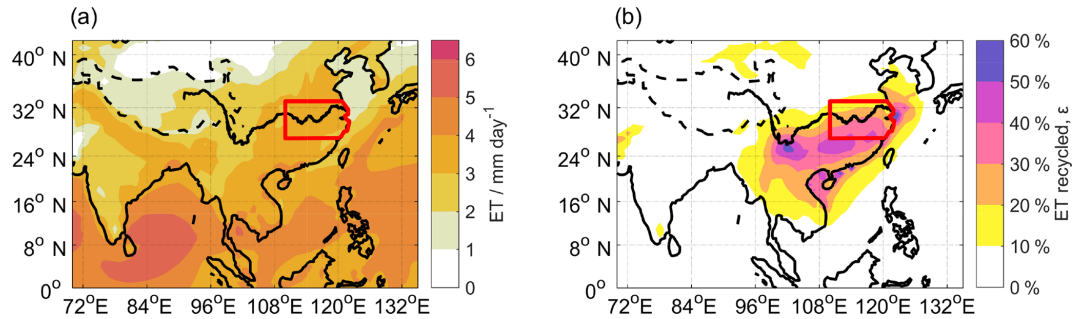 (a)
40° N
32° N
24° N
16° N
8° N
0°
72°E 84°E 96°E 108°E 120°E 132°E
6
5
4
3
2
1
0
ET / mm day⁻¹
(b)
40° N
32° N
24° N
16° N
8° N
0°
72°E 84°E 96°E 108°E 120°E 132°E
60 %
50 %
40 %
30 %
20 %
10 %
0 %
ET recycled, ε